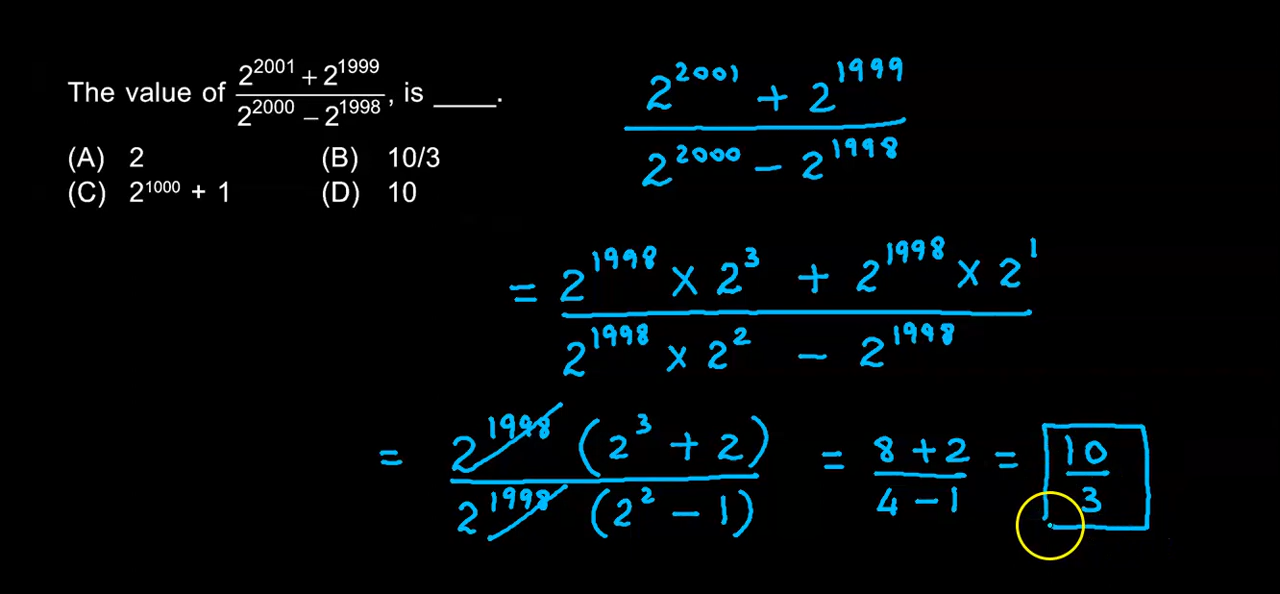 The value of (2^2001 + 2^1999)/(2^2000 – 2^1998), is ____.
(A) 2 (B) 10/3
(C) 2^1000 + 1 (D) 10
2^2001 + 2^1999
2^2000 - 2^1998
= 2^1998 × 2^3 + 2^1998 × 2^1
2^1998 × 2^2 - 2^1998
= 2^1998 (2^3 + 2) = 8 + 2 = 10
2^1998 (2^2 - 1) 4 - 1 3